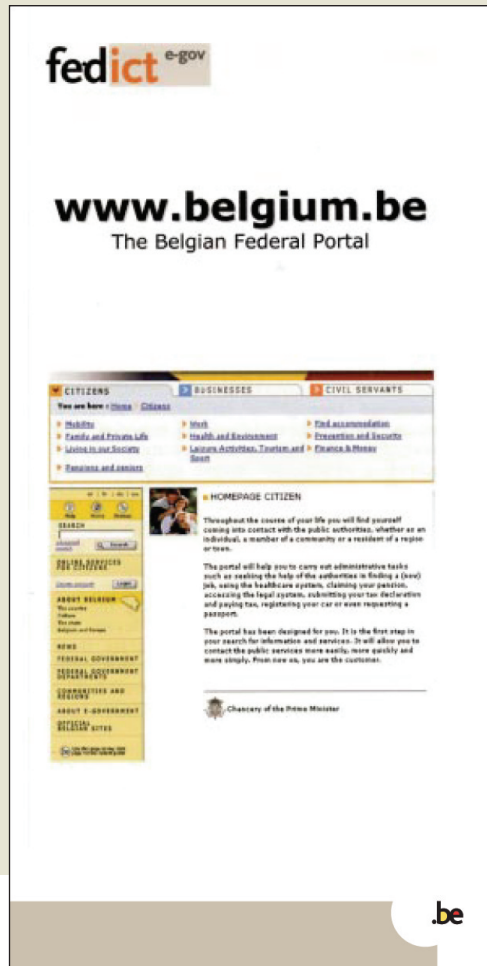 fedict e-gov
www.belgium.be
The Belgian Federal Portal
CITIZENS
BUSINESSES
CIVIL SERVANTS
You are here : Home > Citizens
Mobility
Work
Find accommodation
Family and Private Life
Health and Environment
Prevention and Security
Living in our Society
Leisure Activities, Tourism and Sport
Finance & Money
Pensions and seniors
Help
SEARCH
Search
ONLINE SERVICES
FOR CITIZENS
Login
ABOUT BELGIUM
The country
The state
Belgium and Europe
NEWS
FEDERAL GOVERNMENT
FEDERAL GOVERNMENT
DEPARTMENTS
COMMUNITIES AND
REGIONS
ABOUT E-GOVERNMENT
OFFICIAL
BELGIAN SITES
HOMEPAGE CITIZEN
Throughout the course of your life you will find yourself
coming into contact with the public authorities, whether as an
individual, a member of a community or a resident of a region
or town.
The portal will help you to carry out administrative tasks
such as seeking the help of the authorities in finding a (new)
job, using the healthcare system, claiming your pension,
accessing the legal system, submitting your tax declaration
and paying tax, registering your car or even requesting a
passport.
The portal has been designed for you. It is the first step in
your search for information and services. It will allow you to
contact the public services more easily, more quickly and
more simply. From now on, you are the customer.
Chancery of the Prime Minister
.be